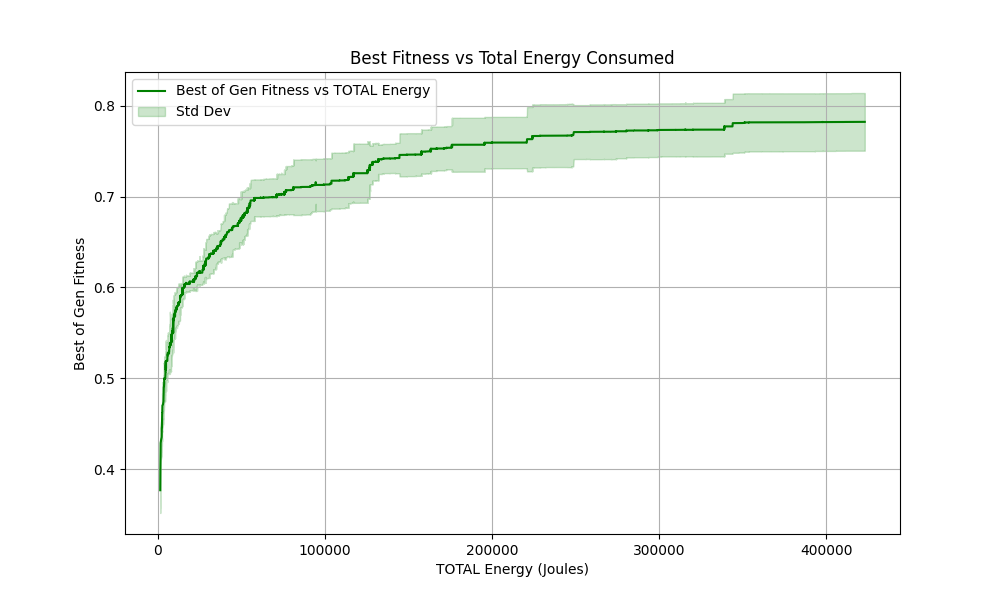 Best Fitness vs Total Energy Consumed
Best of Gen Fitness vs TOTAL Energy
Std Dev
Best of Gen Fitness
0.8
0.7
0.6
0.5
0.4
0 100000 200000 300000 400000
TOTAL Energy (Joules)